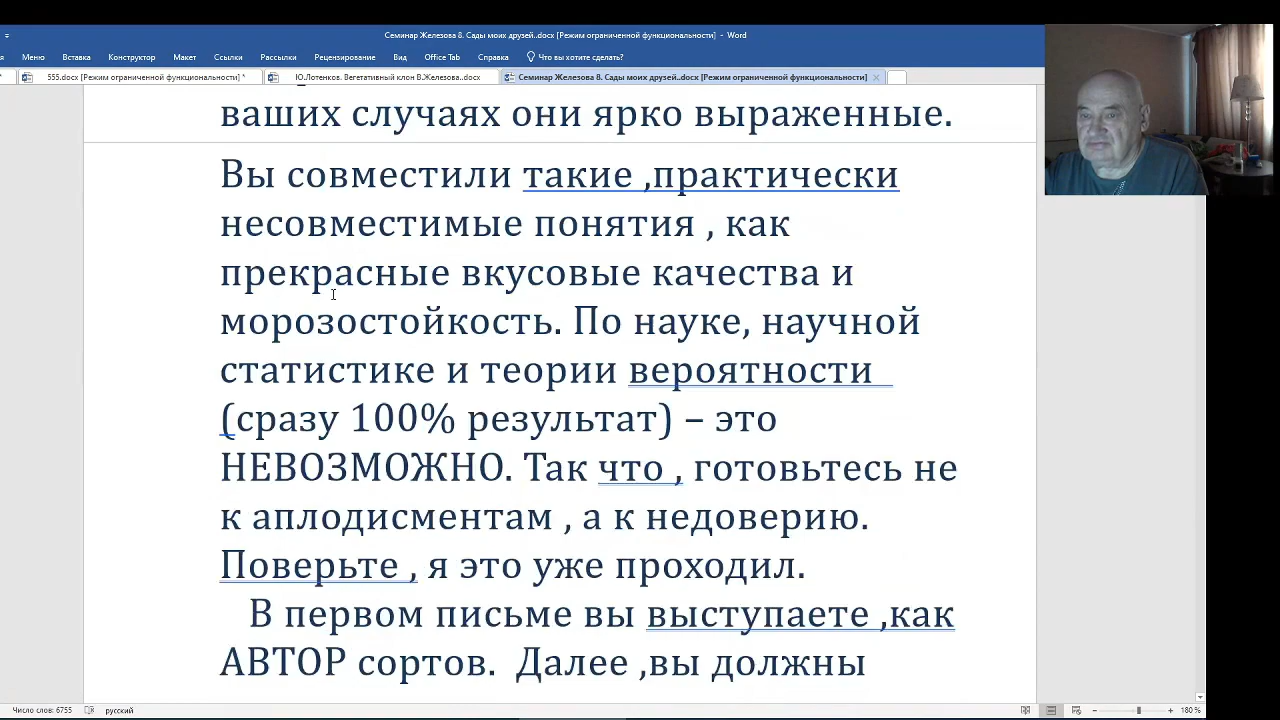 Семинар Железова 8. Сады моих друзей..docx [Режим ограниченной функциональности] - Word
Меню Вставка Конструктор Макет Ссылки Рассылки Рецензирование Вид Office Tab Справка Что вы хотите сделать?
555.docx [Режим ограниченной функциональности] * Ю.Лотенков. Вегетативный клон В.Железова..docx Семинар Железова 8. Сады моих друзей..docx [Режим ограниченной функциональности]
ваших случаях они ярко выраженные.
Вы совместили такие ,практически
несовместимые понятия , как
прекрасные вкусовые качества и
морозостойкость. По науке, научной
статистике и теории вероятности
(сразу 100% результат) – это
НЕВОЗМОЖНО. Так что , готовьтесь не
к аплодисментам , а к недоверию.
Поверьте , я это уже проходил.
В первом письме вы выступаете ,как
АВТОР сортов. Далее ,вы должны
Число слов: 6755 русский 180 %